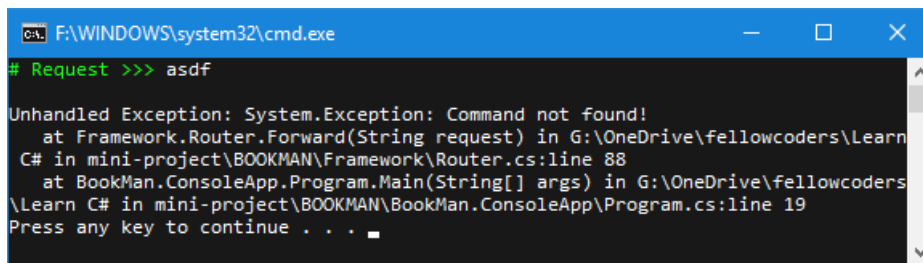 F:\WINDOWS\system32\cmd.exe
# Request >>> asdf
Unhandled Exception: System.Exception: Command not found!
   at Framework.Router.Forward(String request) in G:\OneDrive\fellowcoders\Learn
 C# in mini-project\BOOKMAN\Framework\Router.cs:line 88
   at BookMan.ConsoleApp.Program.Main(String[] args) in G:\OneDrive\fellowcoders
\Learn C# in mini-project\BOOKMAN\BookMan.ConsoleApp\Program.cs:line 19
Press any key to continue . . .